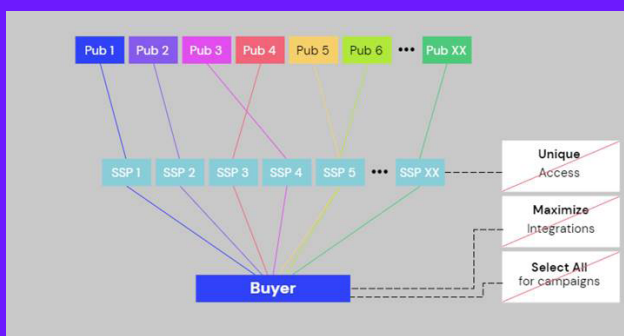 Pub 1 Pub 2 Pub 3 Pub 4 Pub 5 Pub 6 ••• Pub XX
SSP 1 SSP 2 SSP 3 SSP 4 SSP 5 ••• SSP XX
Unique
Access
Maximize
Integrations
Select All
for campaigns
Buyer